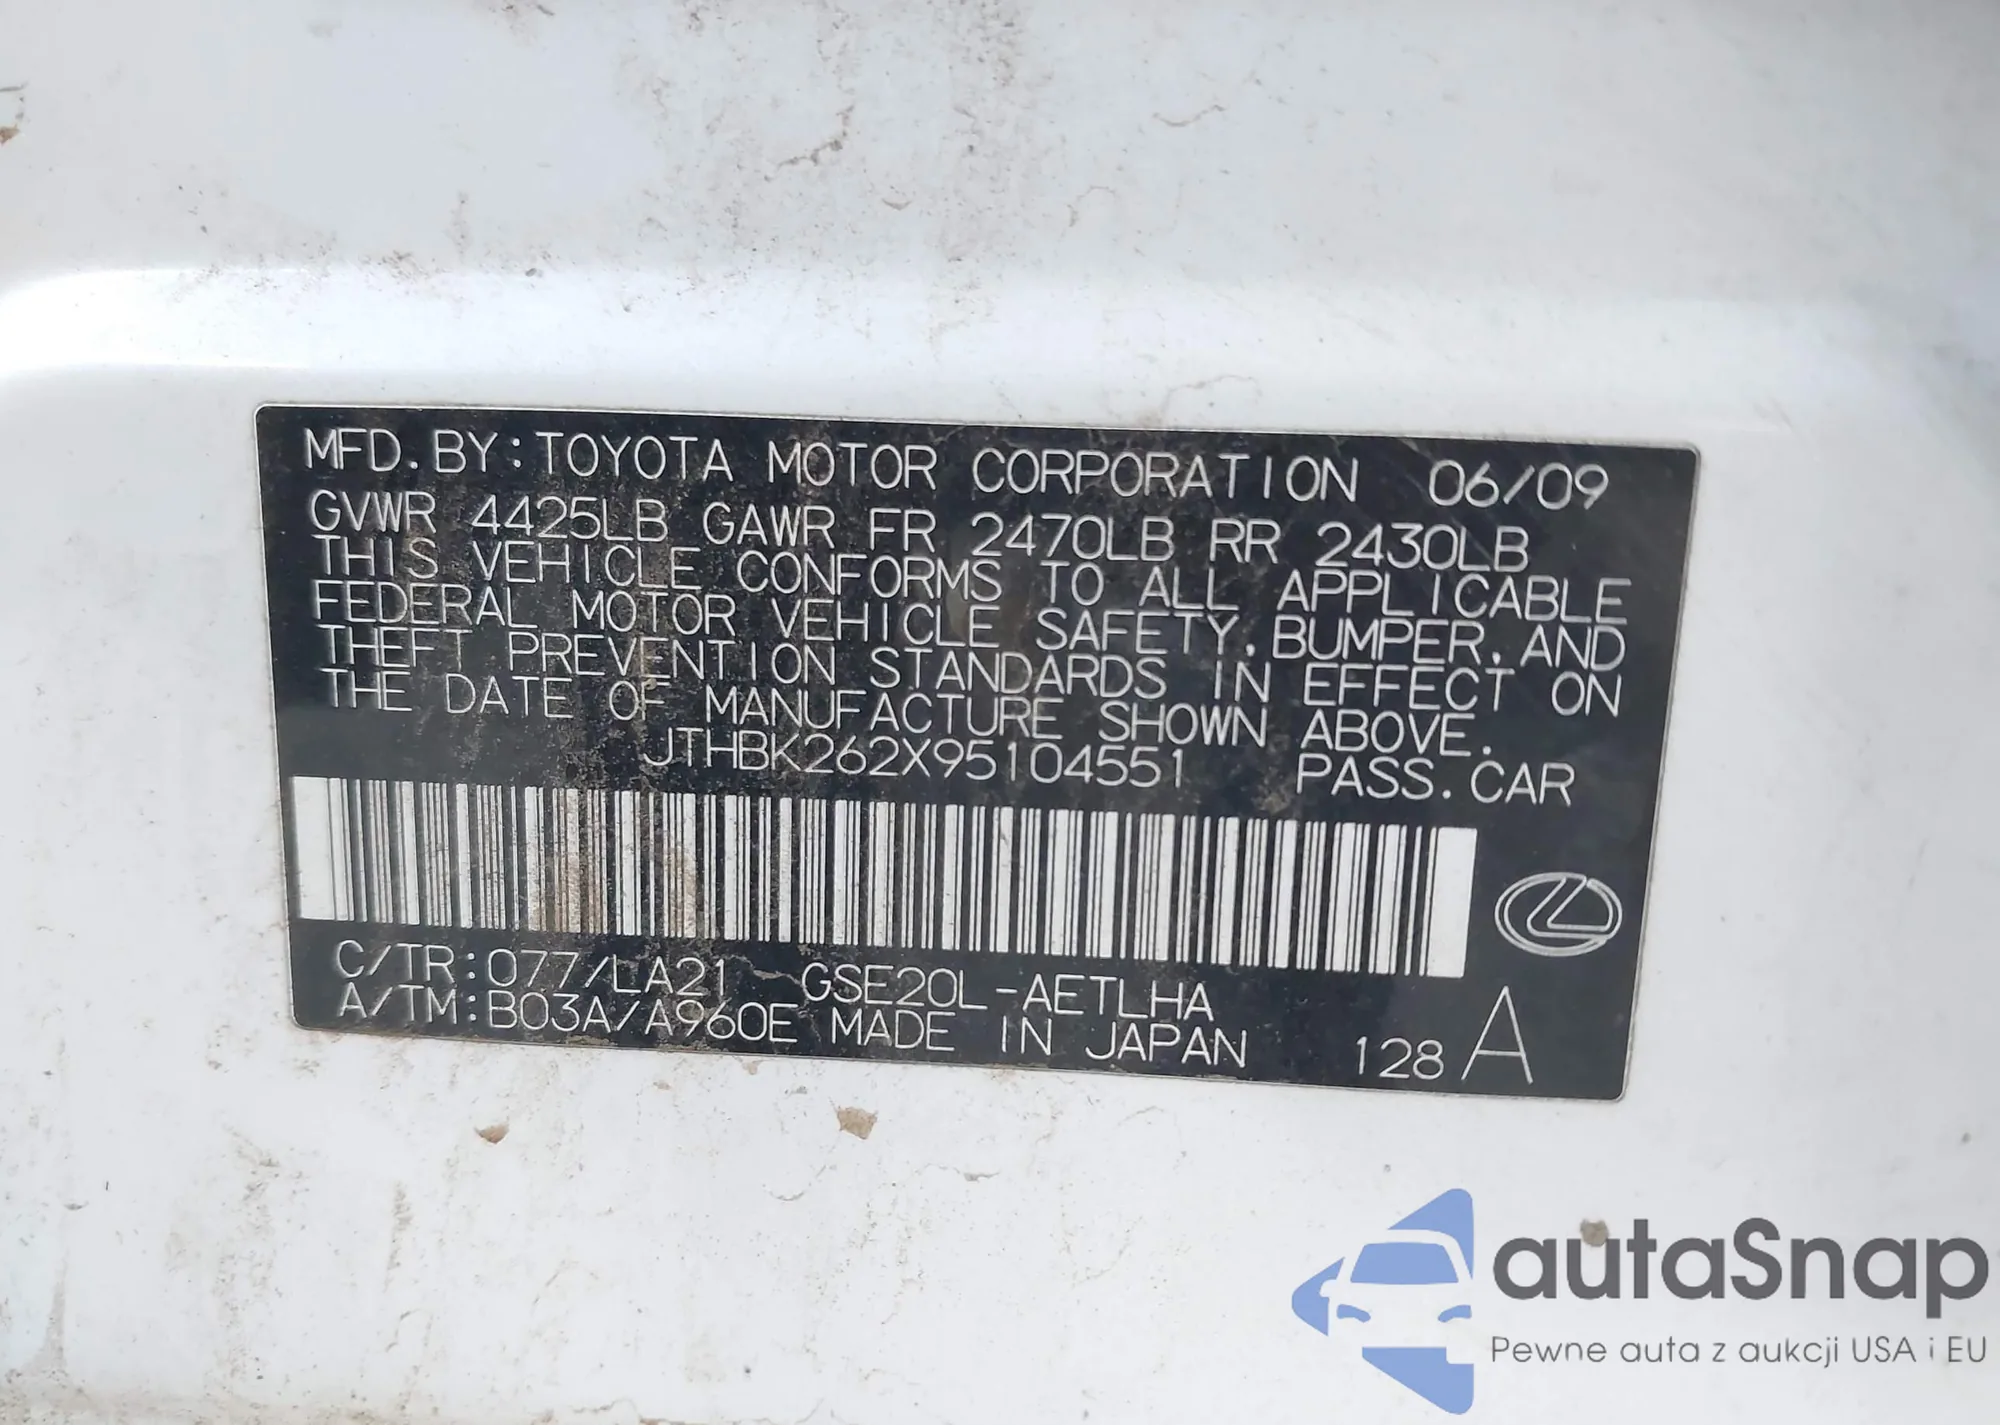 MFD. BY: TOYOTA MOTOR CORPORATION 06/09
GVWR 4425LB GAWR FR 2470LB RR 2430LB
THIS VEHICLE CONFORMS TO ALL APPLICABLE
FEDERAL MOTOR VEHICLE SAFETY, BUMPER, AND
THEFT PREVENTION STANDARDS IN EFFECT ON
THE DATE OF MANUFACTURE SHOWN ABOVE.
JTHBK262X95104551 PASS. CAR
C/TR: 077/LA21 GSE20L-AETLHA
A/TM: B03A/A960E MADE IN JAPAN 128 A
autaSnap
Pewne auta z aukcji USA i EU